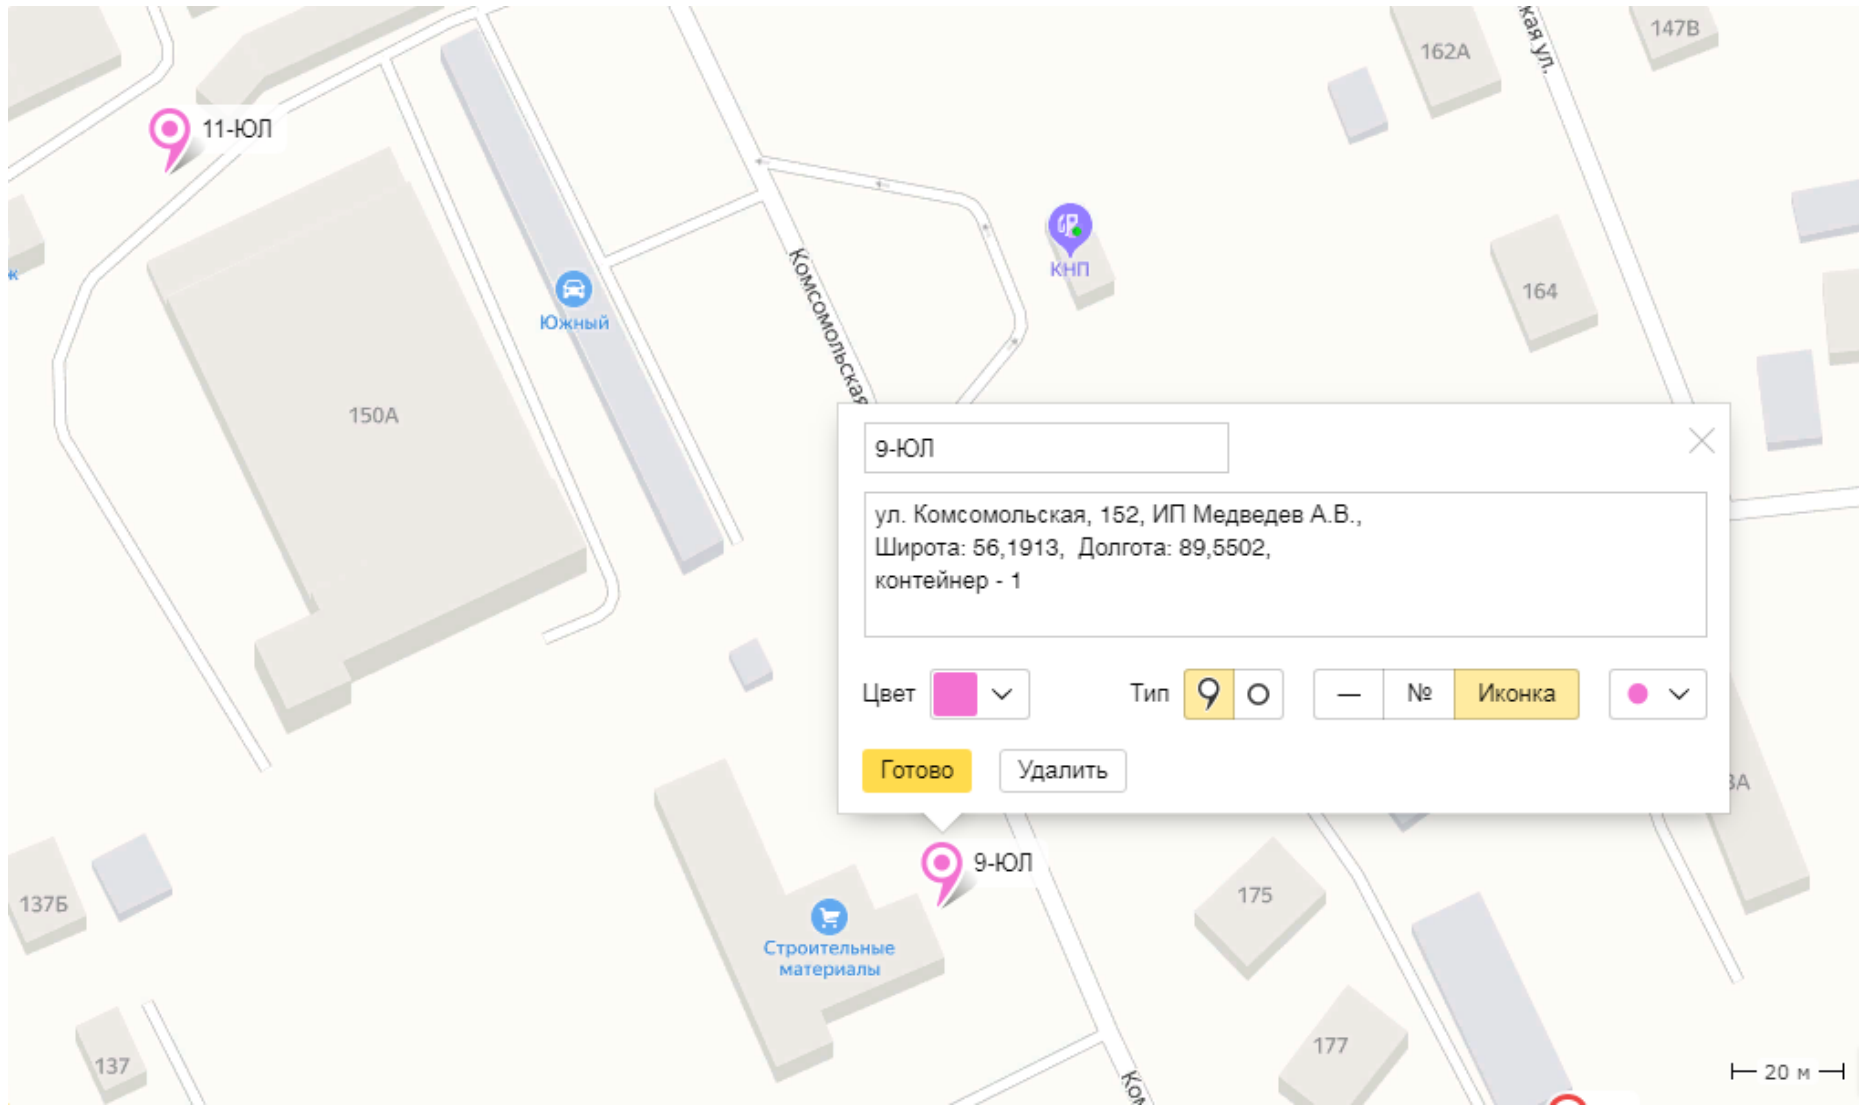 кая ул.
162А
147В
11-ЮЛ
ж
Южный
Комсомольская
КНП
164
150А
9-ЮЛ
ул. Комсомольская, 152, ИП Медведев А.В.,
Широта: 56,1913, Долгота: 89,5502,
контейнер - 1
Цвет
Тип
—
№
Иконка
Готово
Удалить
9-ЮЛ
137Б
Строительные
материалы
175
137
177
Ком
20 м